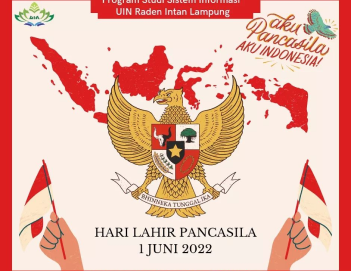 Program Studi Sistem Informasi
UIN Raden Intan Lampung
aku
Pancasila
AKU INDONESIA!
BHINNEKA TUNGGAL IKA
HARI LAHIR PANCASILA
1 JUNI 2022